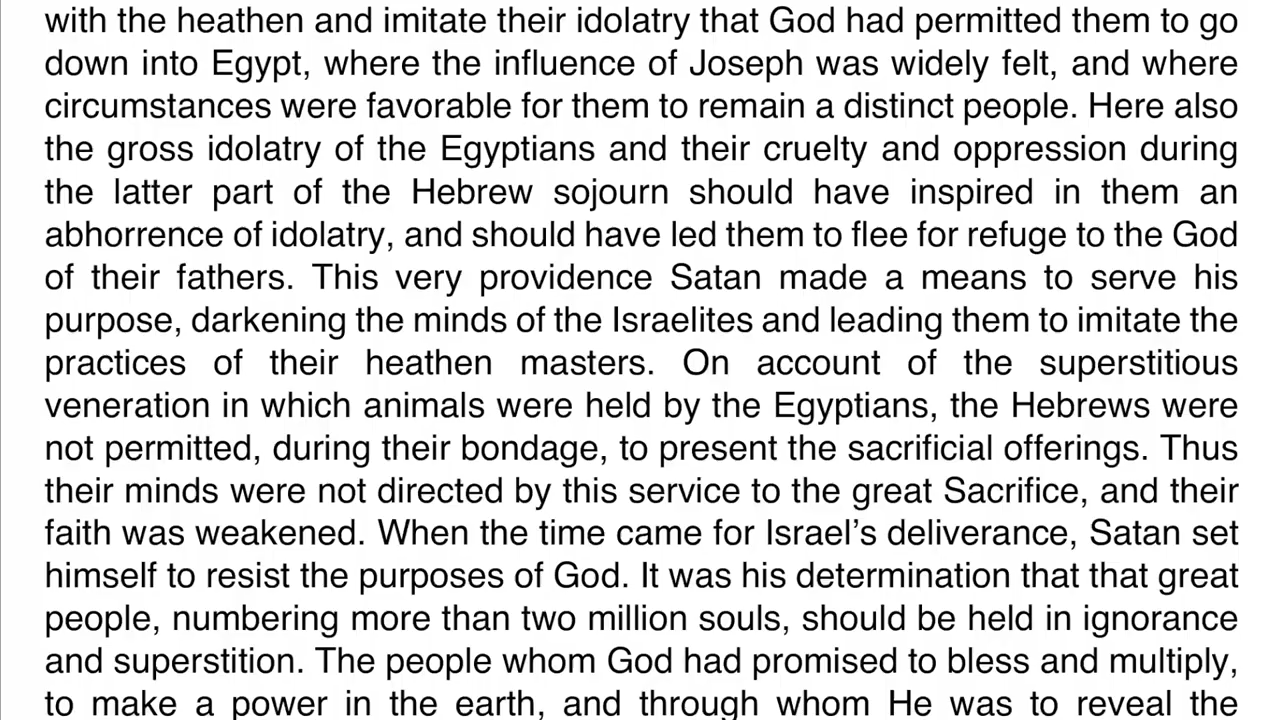 with the heathen and imitate their idolatry that God had permitted them to go
down into Egypt, where the influence of Joseph was widely felt, and where
circumstances were favorable for them to remain a distinct people. Here also
the gross idolatry of the Egyptians and their cruelty and oppression during
the latter part of the Hebrew sojourn should have inspired in them an
abhorrence of idolatry, and should have led them to flee for refuge to the God
of their fathers. This very providence Satan made a means to serve his
purpose, darkening the minds of the Israelites and leading them to imitate the
practices of their heathen masters. On account of the superstitious
veneration in which animals were held by the Egyptians, the Hebrews were
not permitted, during their bondage, to present the sacrificial offerings. Thus
their minds were not directed by this service to the great Sacrifice, and their
faith was weakened. When the time came for Israel’s deliverance, Satan set
himself to resist the purposes of God. It was his determination that that great
people, numbering more than two million souls, should be held in ignorance
and superstition. The people whom God had promised to bless and multiply,
to make a power in the earth, and through whom He was to reveal the